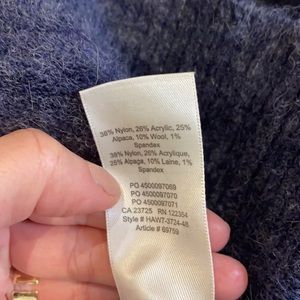 38% Nylon, 26% Acrylic, 25%
Alpaca, 10% Wool, 1%
Spandex
38% Nylon, 26% Acrylique,
25% Alpaga, 10% Laine, 1%
Spandex
PO 4500097069
PO 4500097070
PO 4500097071
CA 23725 RN 122354
Style # HAW7-3724-48
Article # 69759